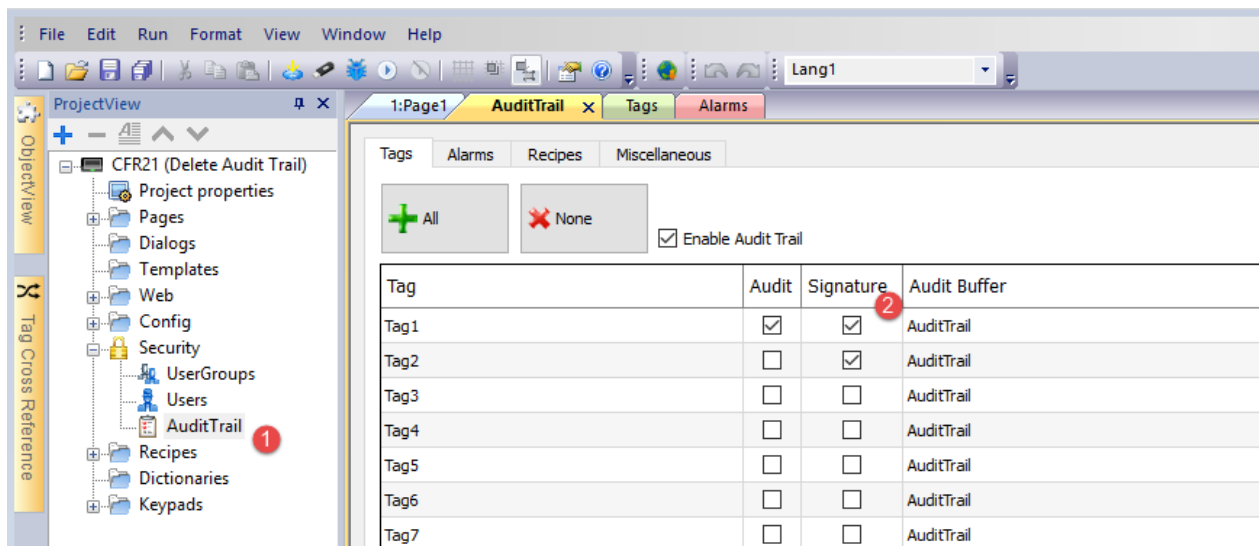 File Edit Run Format View Window Help
Lang1
ProjectView
1:Page1 AuditTrail Tags Alarms
ObjectView
Tag Cross Reference
CFR21 (Delete Audit Trail)
Project properties
Pages
Dialogs
Templates
Web
Config
Security
UserGroups
Users
AuditTrail
1
Recipes
Dictionaries
Keypads
Tags Alarms Recipes Miscellaneous
All None Enable Audit Trail
Tag Audit Signature Audit Buffer
2
Tag1 AuditTrail
Tag2 AuditTrail
Tag3 AuditTrail
Tag4 AuditTrail
Tag5 AuditTrail
Tag6 AuditTrail
Tag7 AuditTrail